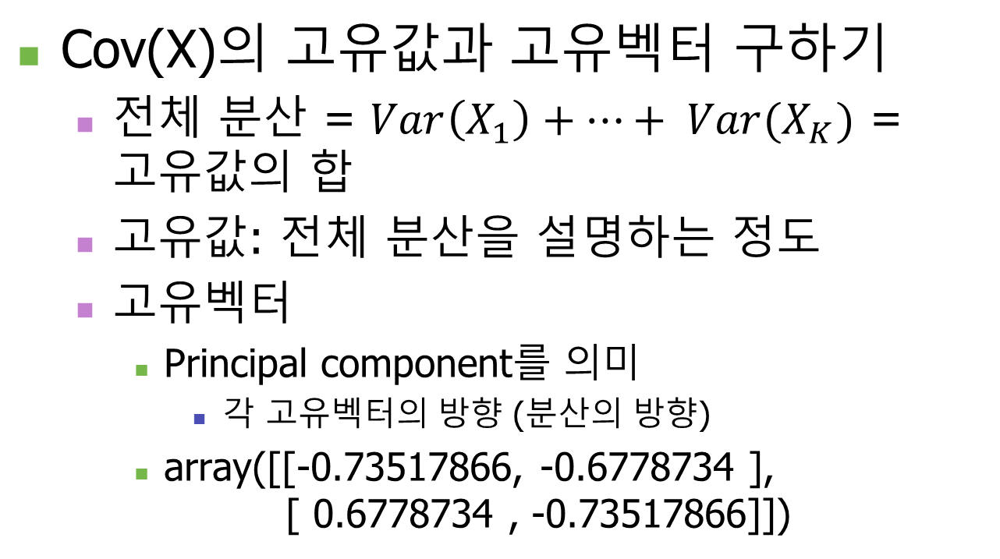 Cov(X)의 고유값과 고유벡터 구하기
전체 분산 = 𝑉𝑎𝑟(𝑋₁) + ⋯ + 𝑉𝑎𝑟(𝑋_𝐾) =
고유값의 합
고유값: 전체 분산을 설명하는 정도
고유벡터
Principal component를 의미
각 고유벡터의 방향 (분산의 방향)
array([[-0.73517866, -0.6778734 ],
[ 0.6778734 , -0.73517866]])